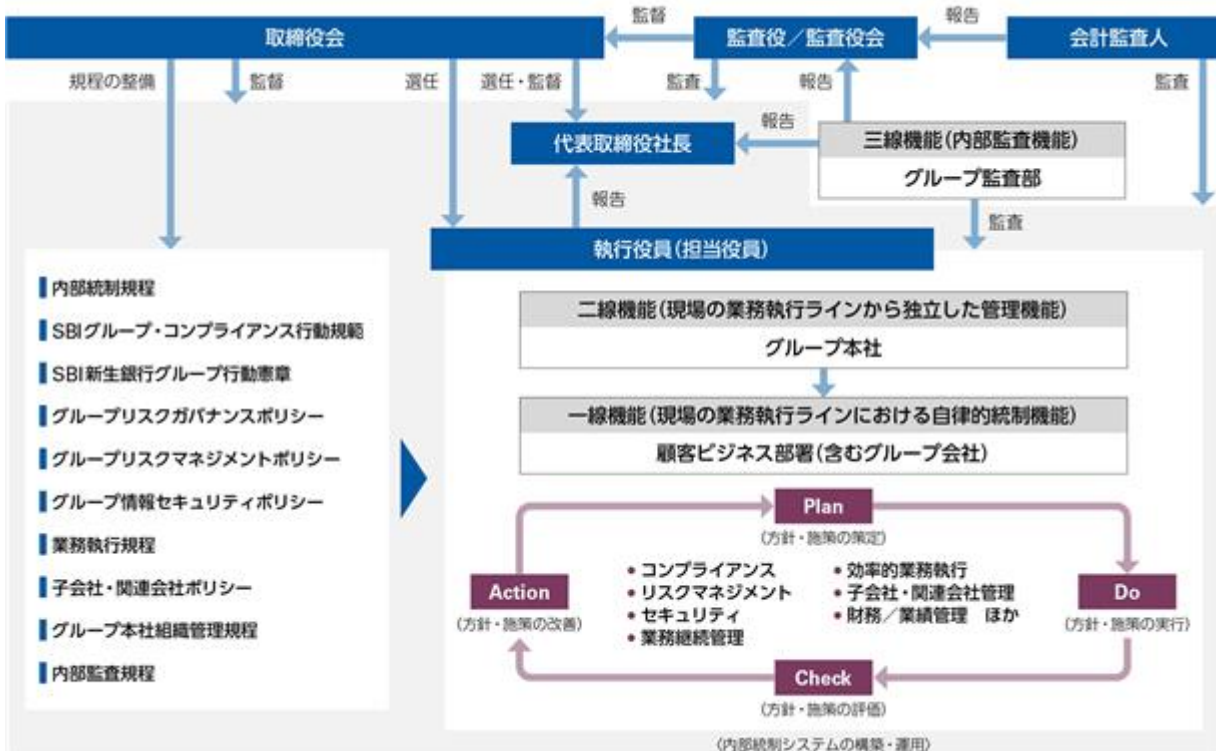 取締役会
監督
監査役／監査役会
報告
会計監査人
規程の整備
監督
選任
選任・監督
監査
報告
監査
代表取締役社長
報告
三線機能（内部監査機能）
グループ監査部
報告
監査
執行役員（担当役員）
内部統制規程
SBIグループ・コンプライアンス行動規範
SBI新生銀行グループ行動憲章
グループリスクガバナンスポリシー
グループリスクマネジメントポリシー
グループ情報セキュリティポリシー
業務執行規程
子会社・関連会社ポリシー
グループ本社組織管理規程
内部監査規程
二線機能（現場の業務執行ラインから独立した管理機能）
グループ本社
一線機能（現場の業務執行ラインにおける自律的統制機能）
顧客ビジネス部署（含むグループ会社）
Plan
（方針・施策の策定）
Action
（方針・施策の改善）
• コンプライアンス
• リスクマネジメント
• セキュリティ
• 業務継続管理
• 効率的業務執行
• 子会社・関連会社管理
• 財務／業績管理　ほか
Do
（方針・施策の実行）
Check
（方針・施策の評価）
（内部統制システムの構築・運用）